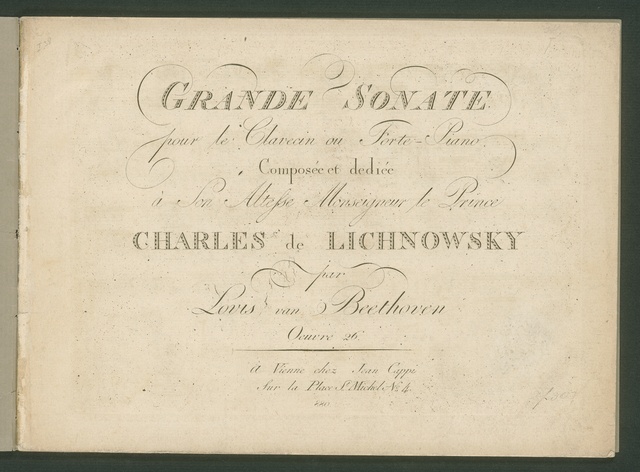 GRANDE SONATE
pour le Clavecin ou Forte-Piano.
Composée et dediée
à Son Altesse Monseigneur le Prince
CHARLES de LICHNOWSKY
par
Louis van Beethoven
Oeuvre 26.
A Vienne chez Jean Cappi
Sur la Place St. Michel No. 4.